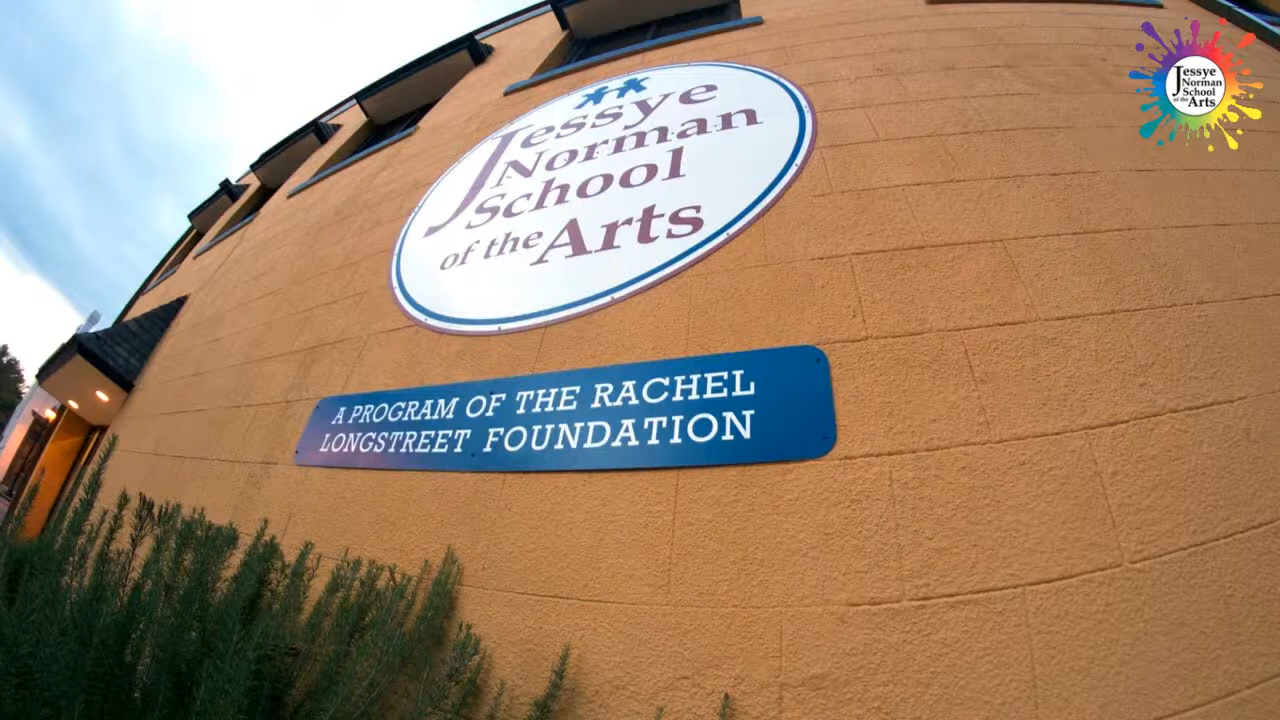 Jessye
Norman
School
of the Arts
A PROGRAM OF THE RACHEL
LONGSTREET FOUNDATION
Jessye
Norman
School
of the Arts